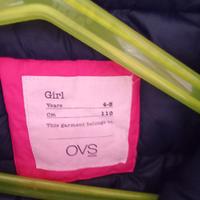 Girl
Years 4-5
Cm 110
This garment belongs to
OVS